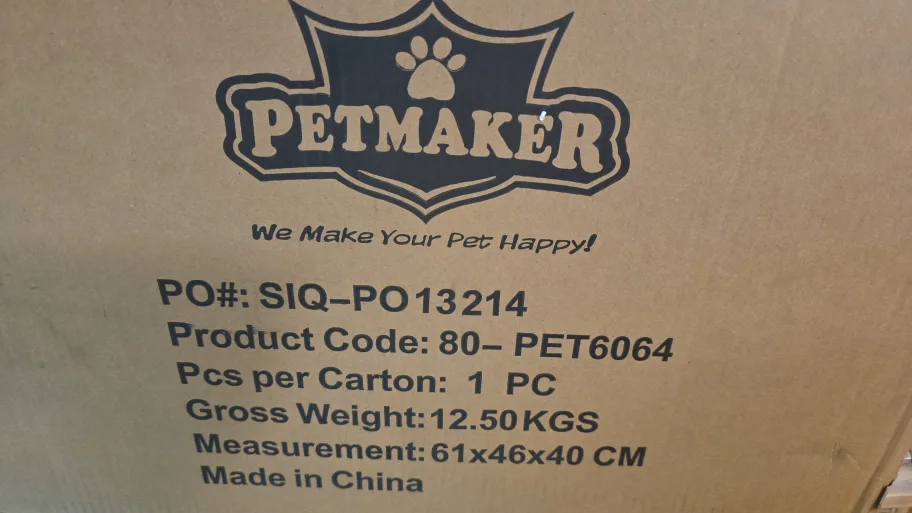 PETMAKER
We Make Your Pet Happy!
PO#: SIQ–PO13214
Product Code: 80– PET6064
Pcs per Carton: 1 PC
Gross Weight: 12.50KGS
Measurement: 61x46x40 CM
Made in China